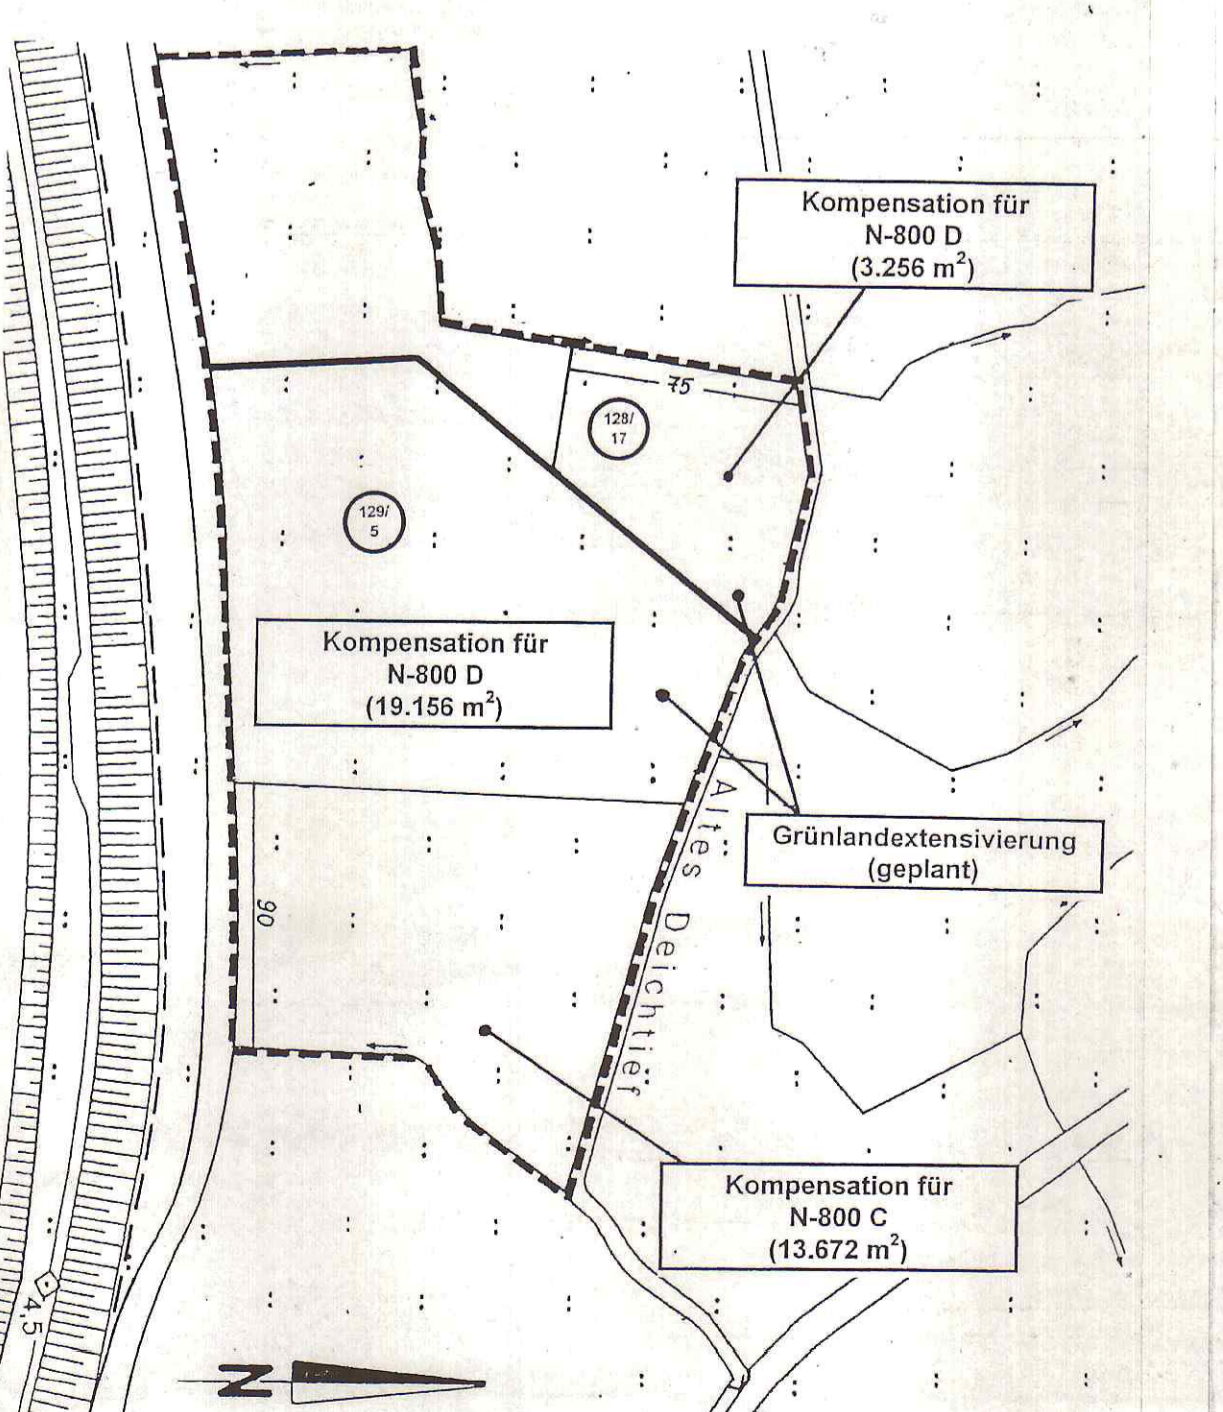 Kompensation für
N-800 D
(3.256 m²)
75
128/
17
129/
5
Kompensation für
N-800 D
(19.156 m²)
Altes Deichtief
Grünlandextensivierung
(geplant)
90
Kompensation für
N-800 C
(13.672 m²)
4,5
N